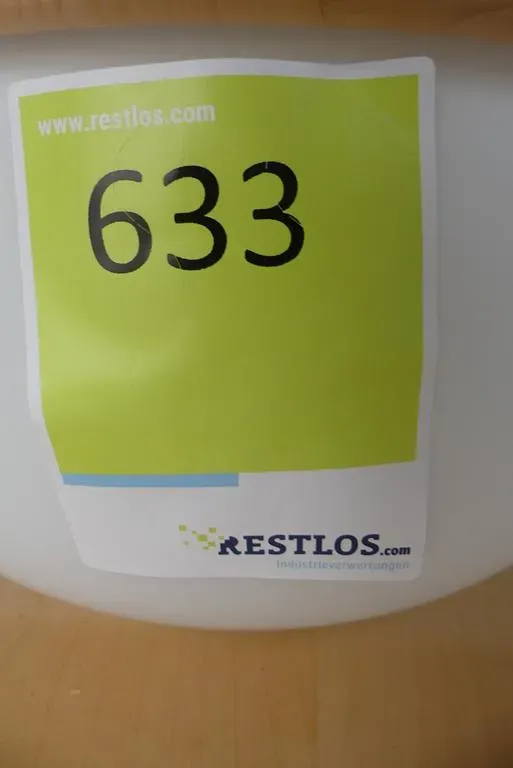 www.restlos.com
633
RESTLOS.com
Industrieverwertungen